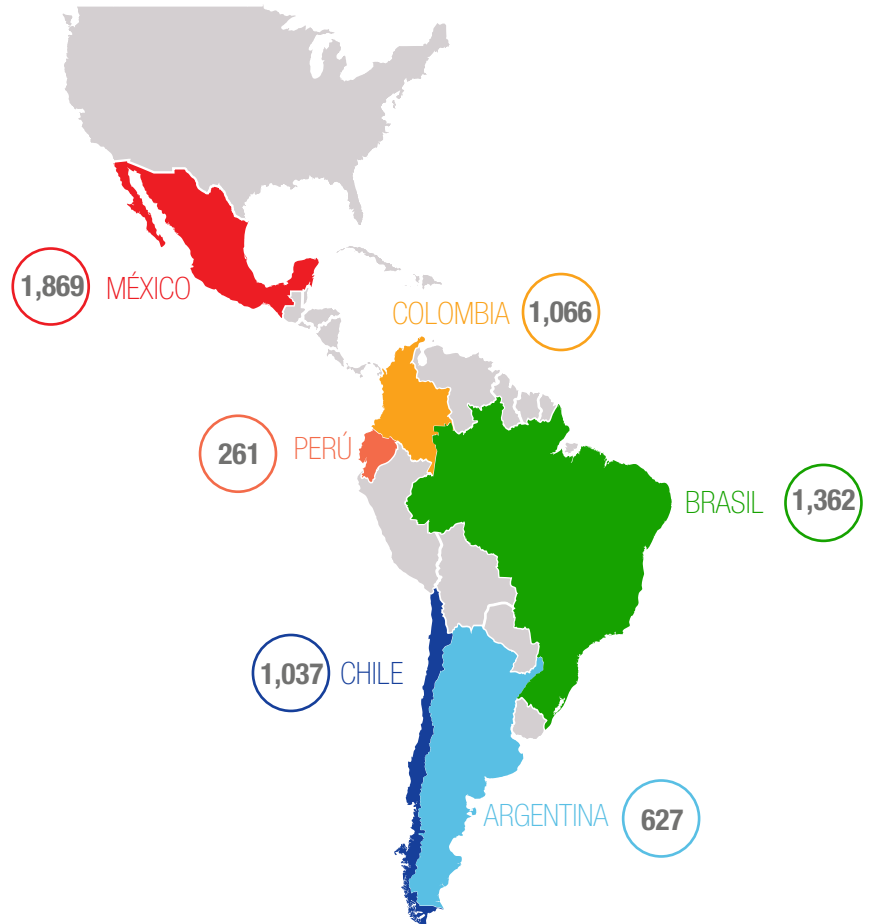 1,869 MÉXICO
COLOMBIA 1,066
261 PERÚ
BRASIL 1,362
1,037 CHILE
ARGENTINA 627